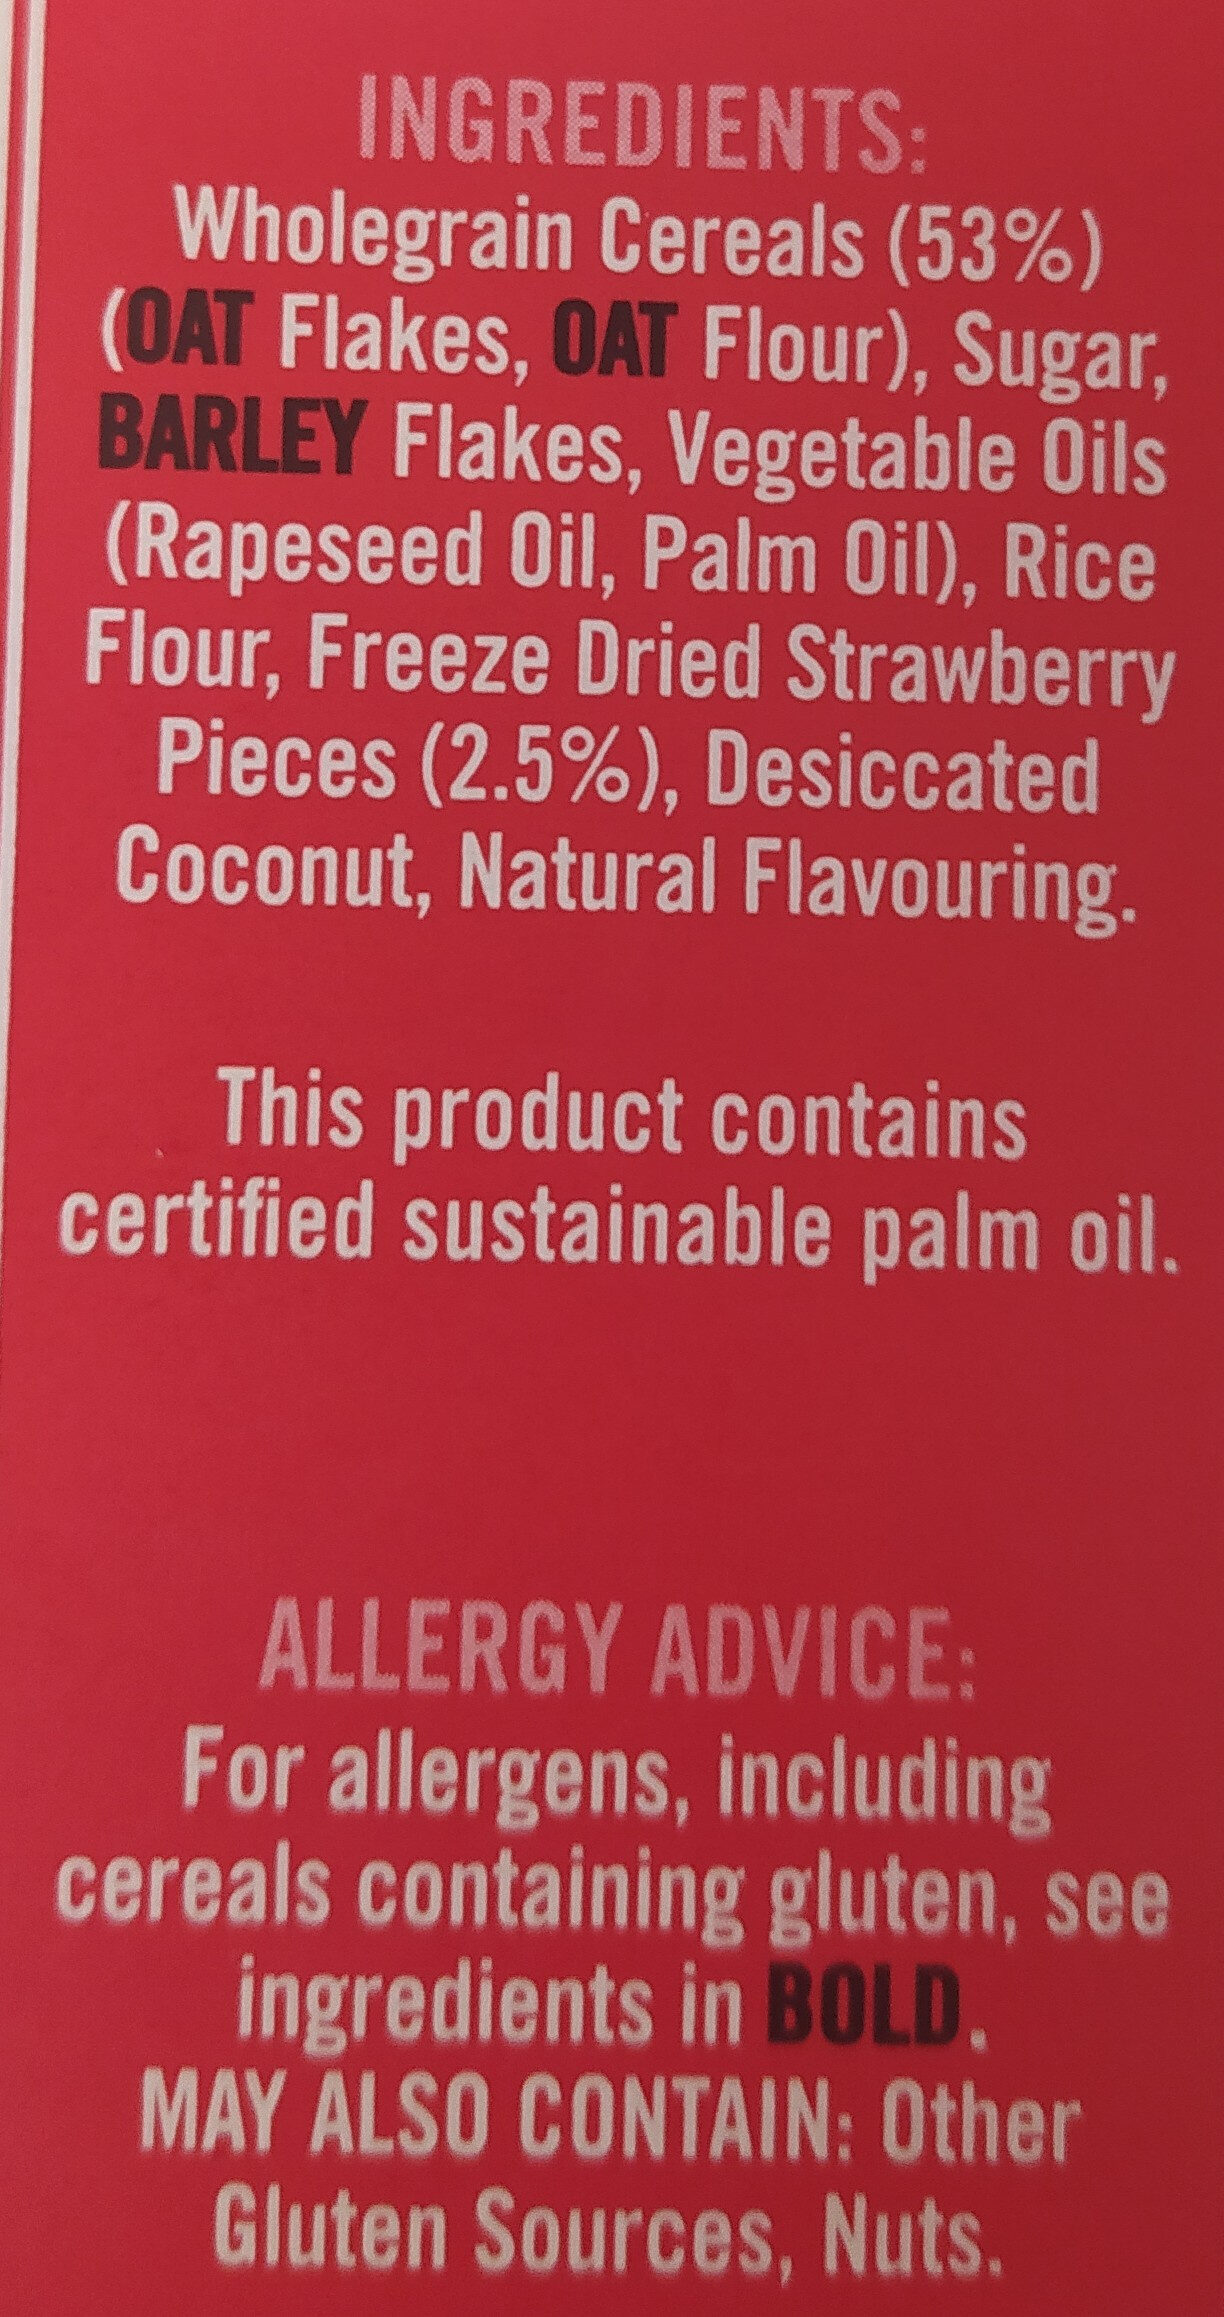 INGREDIENTS:
Wholegrain Cereals (53%)
(OAT Flakes, OAT Flour), Sugar,
BARLEY Flakes, Vegetable Oils
(Rapeseed Oil, Palm Oil), Rice
Flour, Freeze Dried Strawberry
Pieces (2.5%), Desiccated
Coconut, Natural Flavouring.
This product contains
certified sustainable palm oil.
ALLERGY ADVICE:
For allergens, including
cereals containing gluten, see
ingredients in BOLD.
MAY ALSO CONTAIN: Other
Gluten Sources, Nuts.